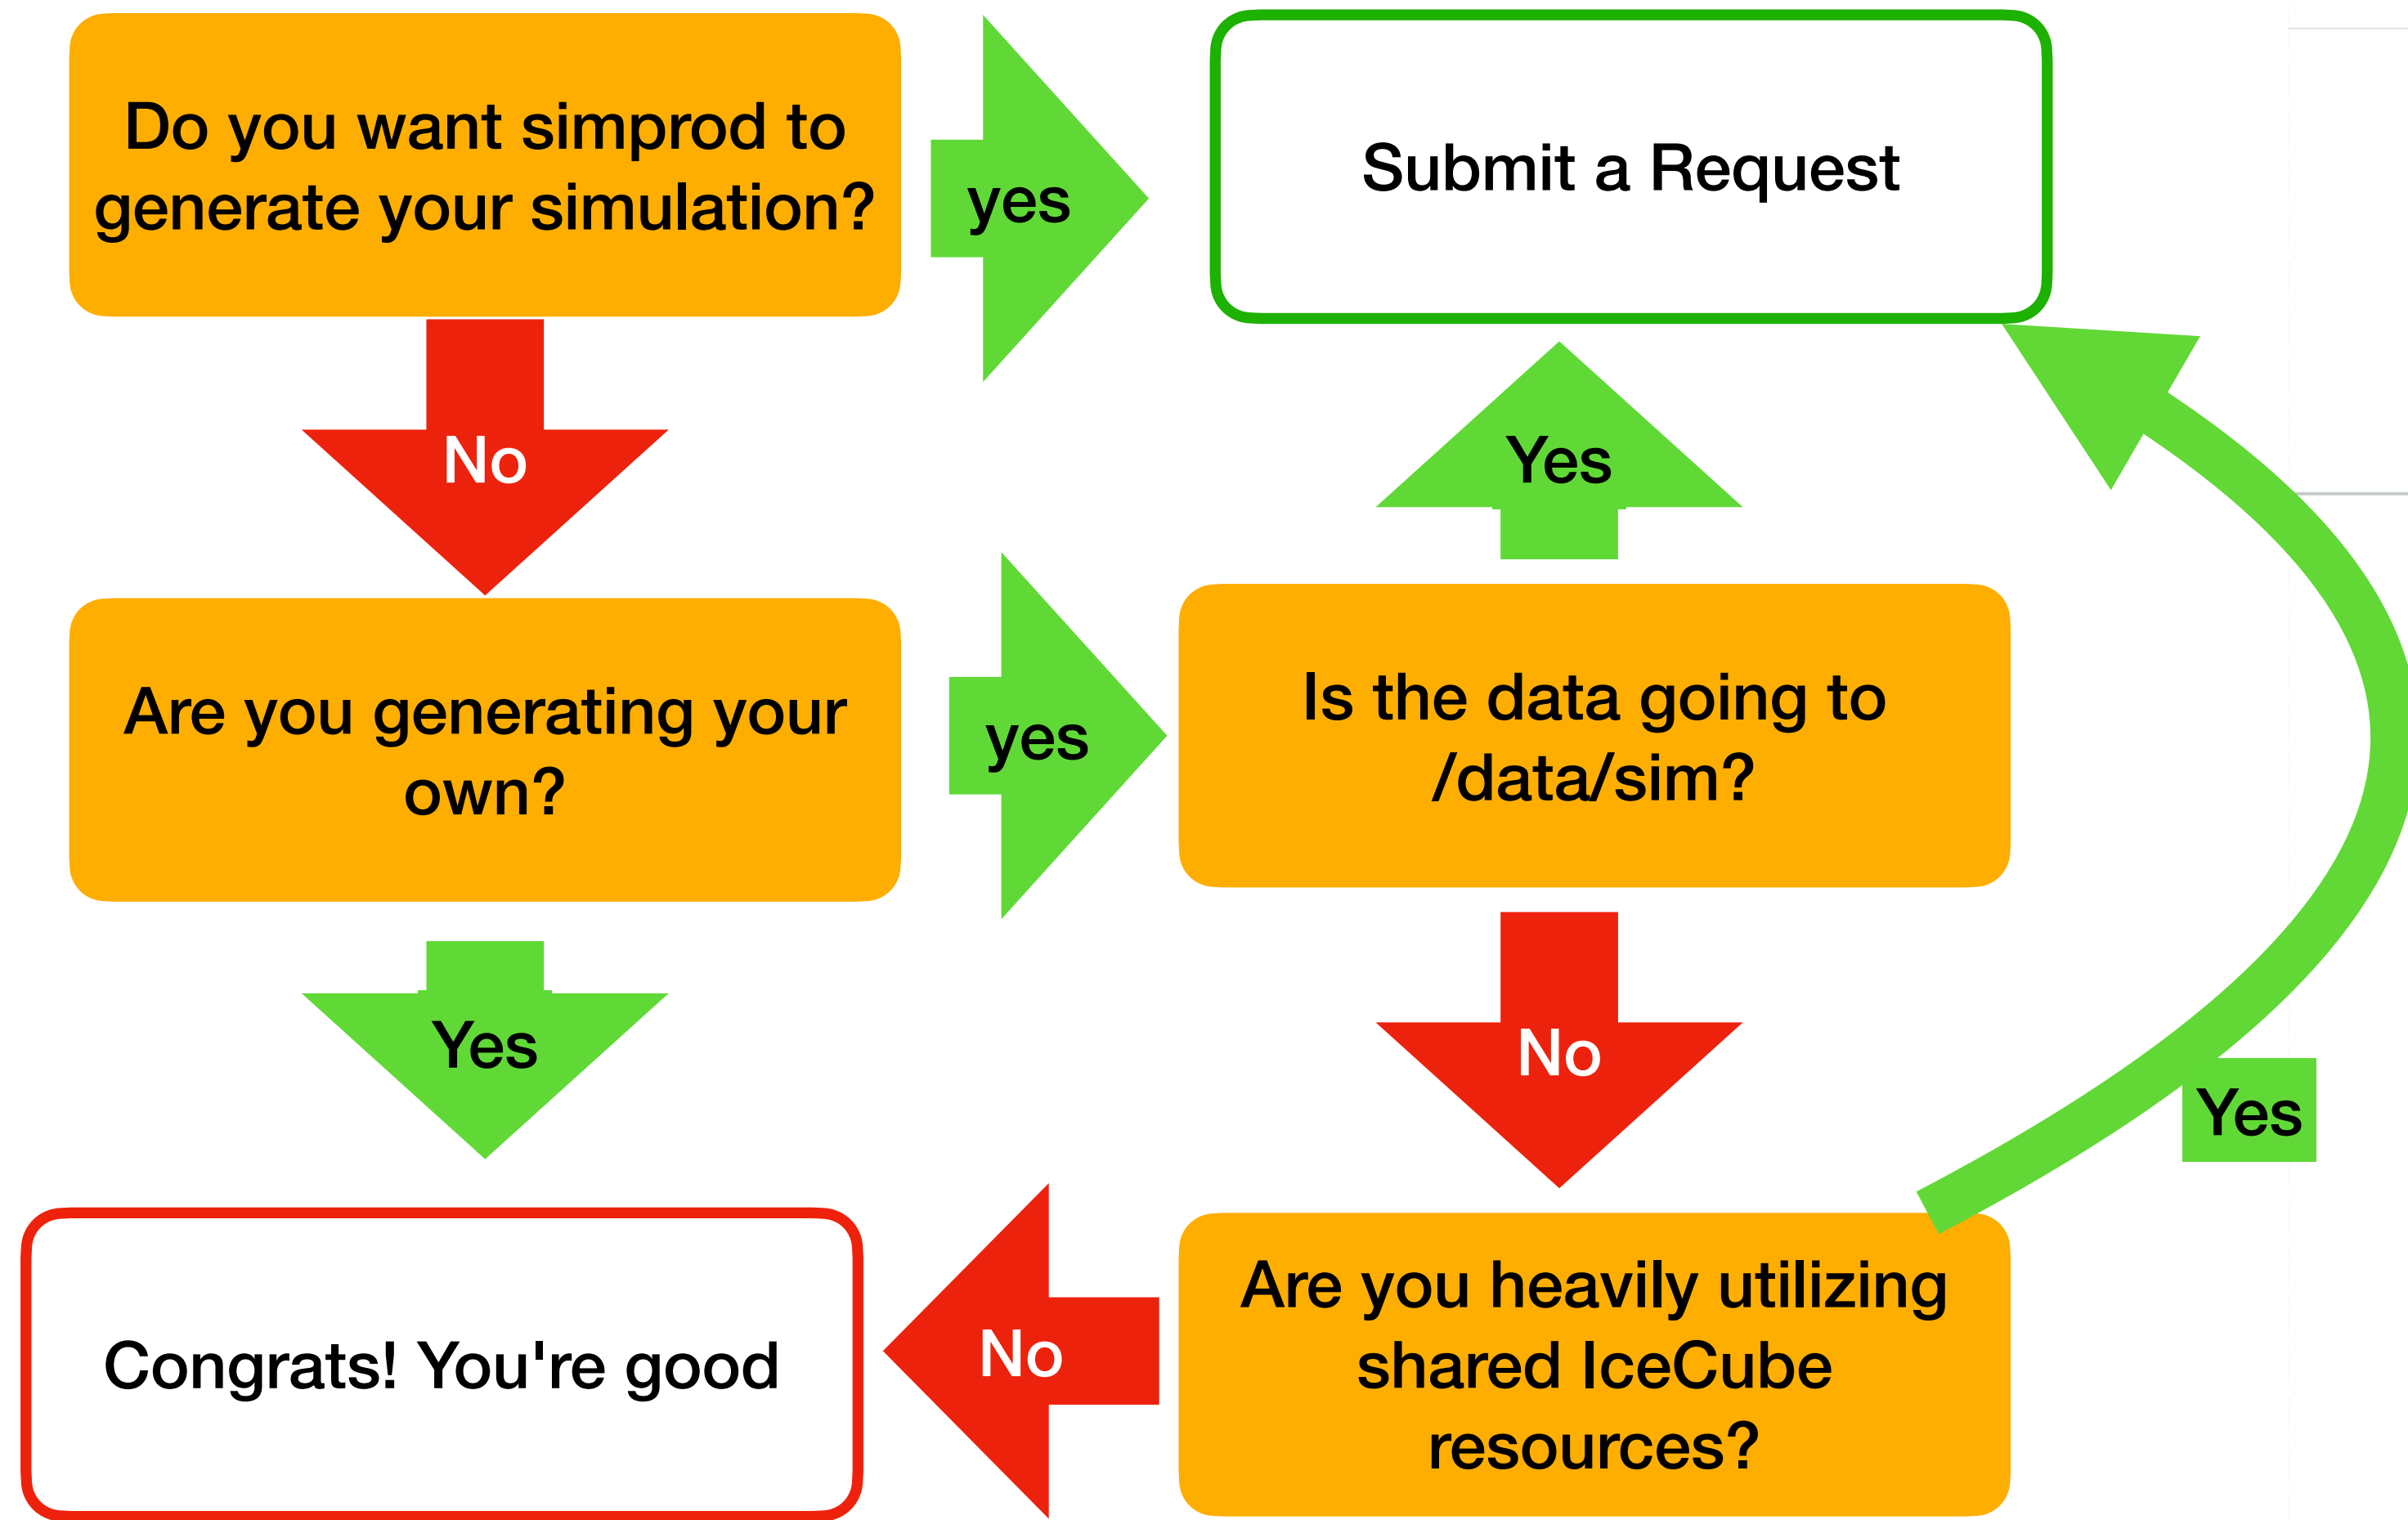 Do you want simprod to
generate your simulation?
yes
Submit a Request
No
Yes
Are you generating your
own?
yes
Is the data going to
/data/sim?
Yes
No
Yes
Congrats! You're good
No
Are you heavily utilizing
shared IceCube
resources?